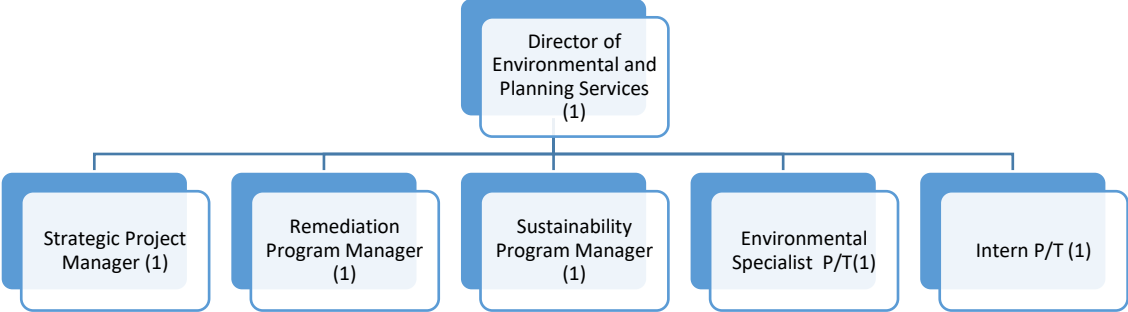 Director of
Environmental and
Planning Services
(1)
Strategic Project
Manager (1)
Remediation
Program Manager
(1)
Sustainability
Program Manager
(1)
Environmental
Specialist  P/T(1)
Intern P/T (1)